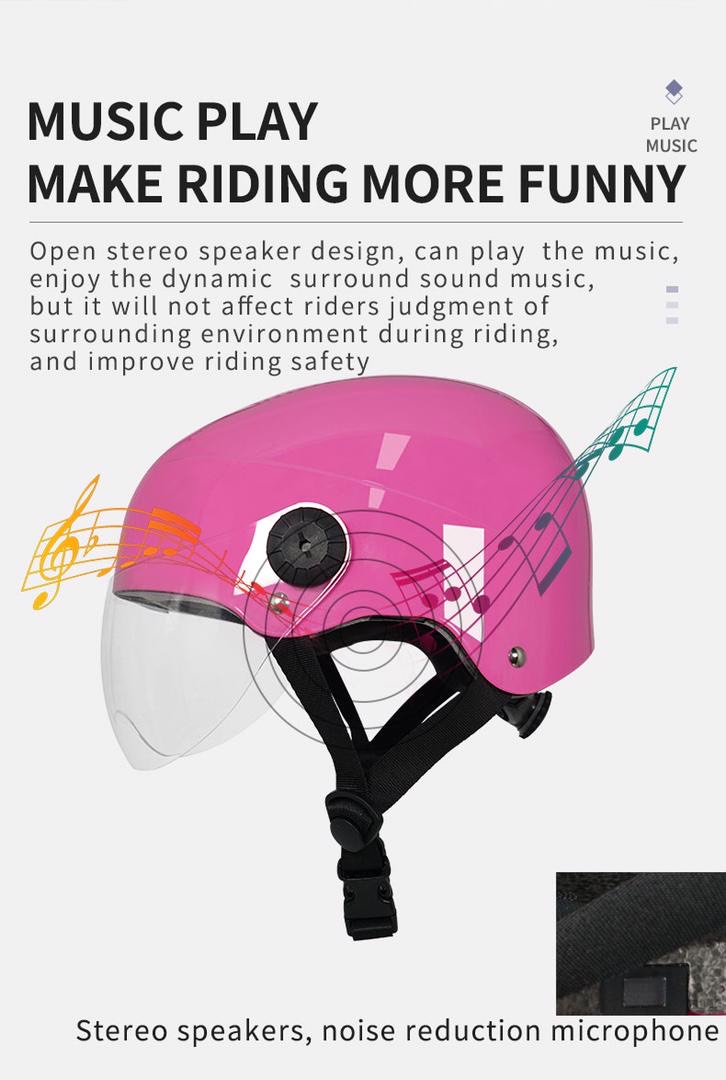 MUSIC PLAY
PLAY
MUSIC
MAKE RIDING MORE FUNNY
Open stereo speaker design, can play the music,
enjoy the dynamic surround sound music,
but it will not affect riders judgment of
surrounding environment during riding,
and improve riding safety
Stereo speakers, noise reduction microphone